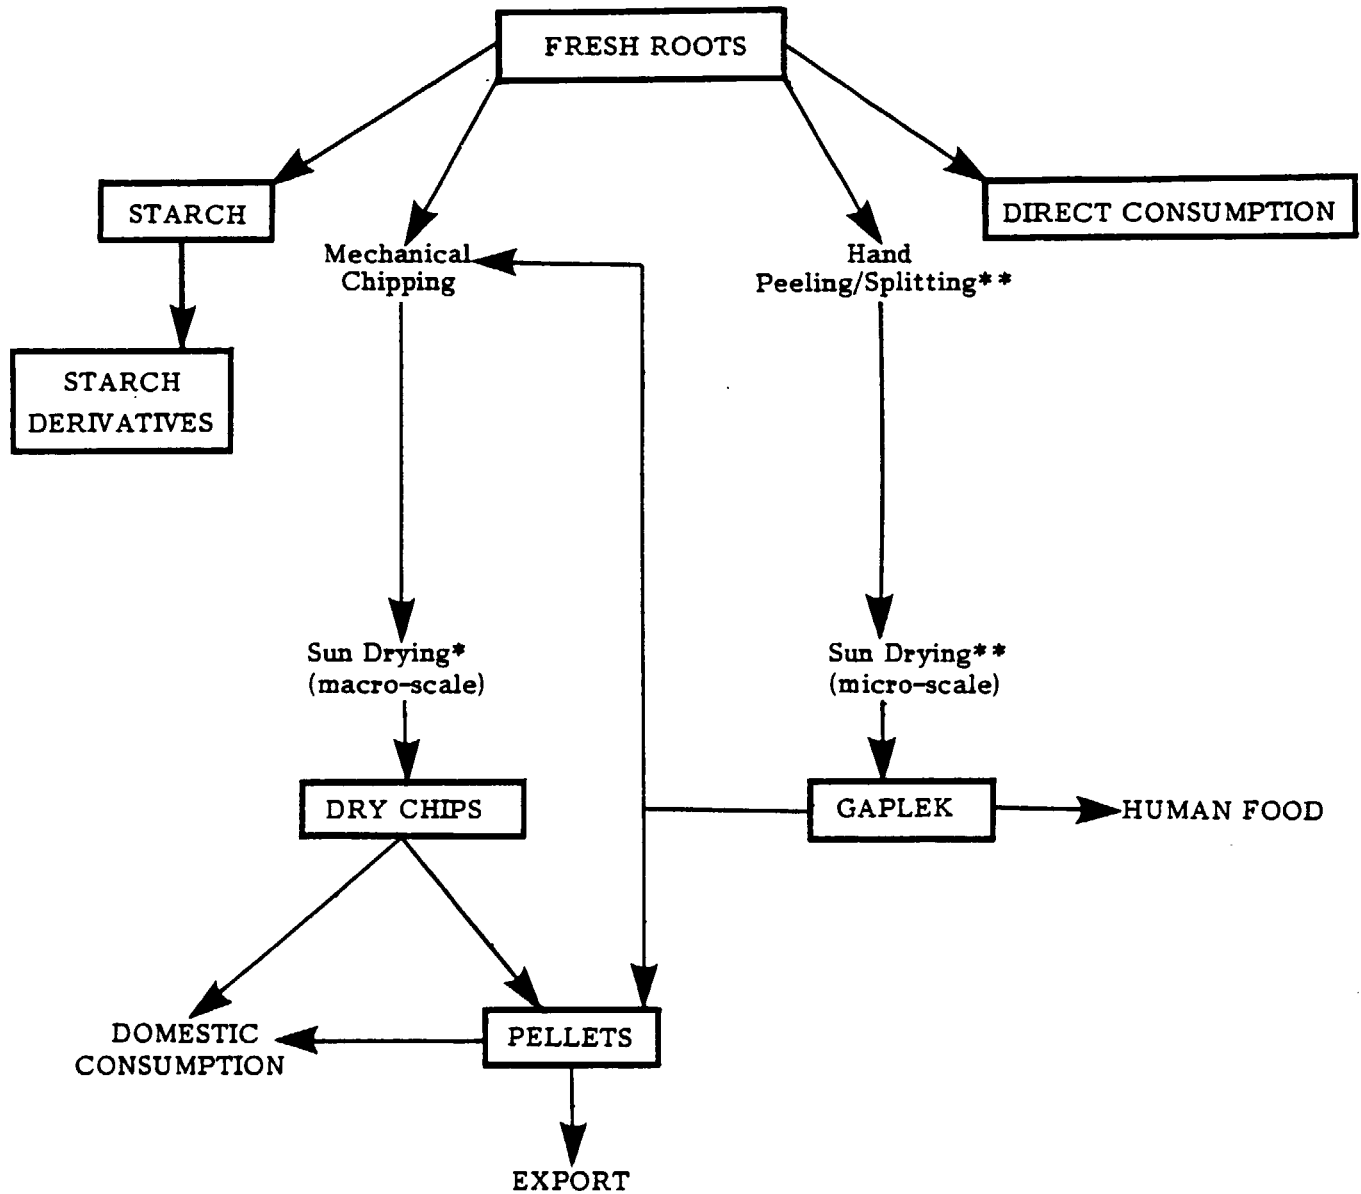 FRESH ROOTS
STARCH
DIRECT CONSUMPTION
Mechanical
Chipping
Hand
Peeling/Splitting**
STARCH
DERIVATIVES
Sun Drying*
(macro-scale)
Sun Drying**
(micro-scale)
DRY CHIPS
GAPLEK
HUMAN FOOD
DOMESTIC
CONSUMPTION
PELLETS
EXPORT